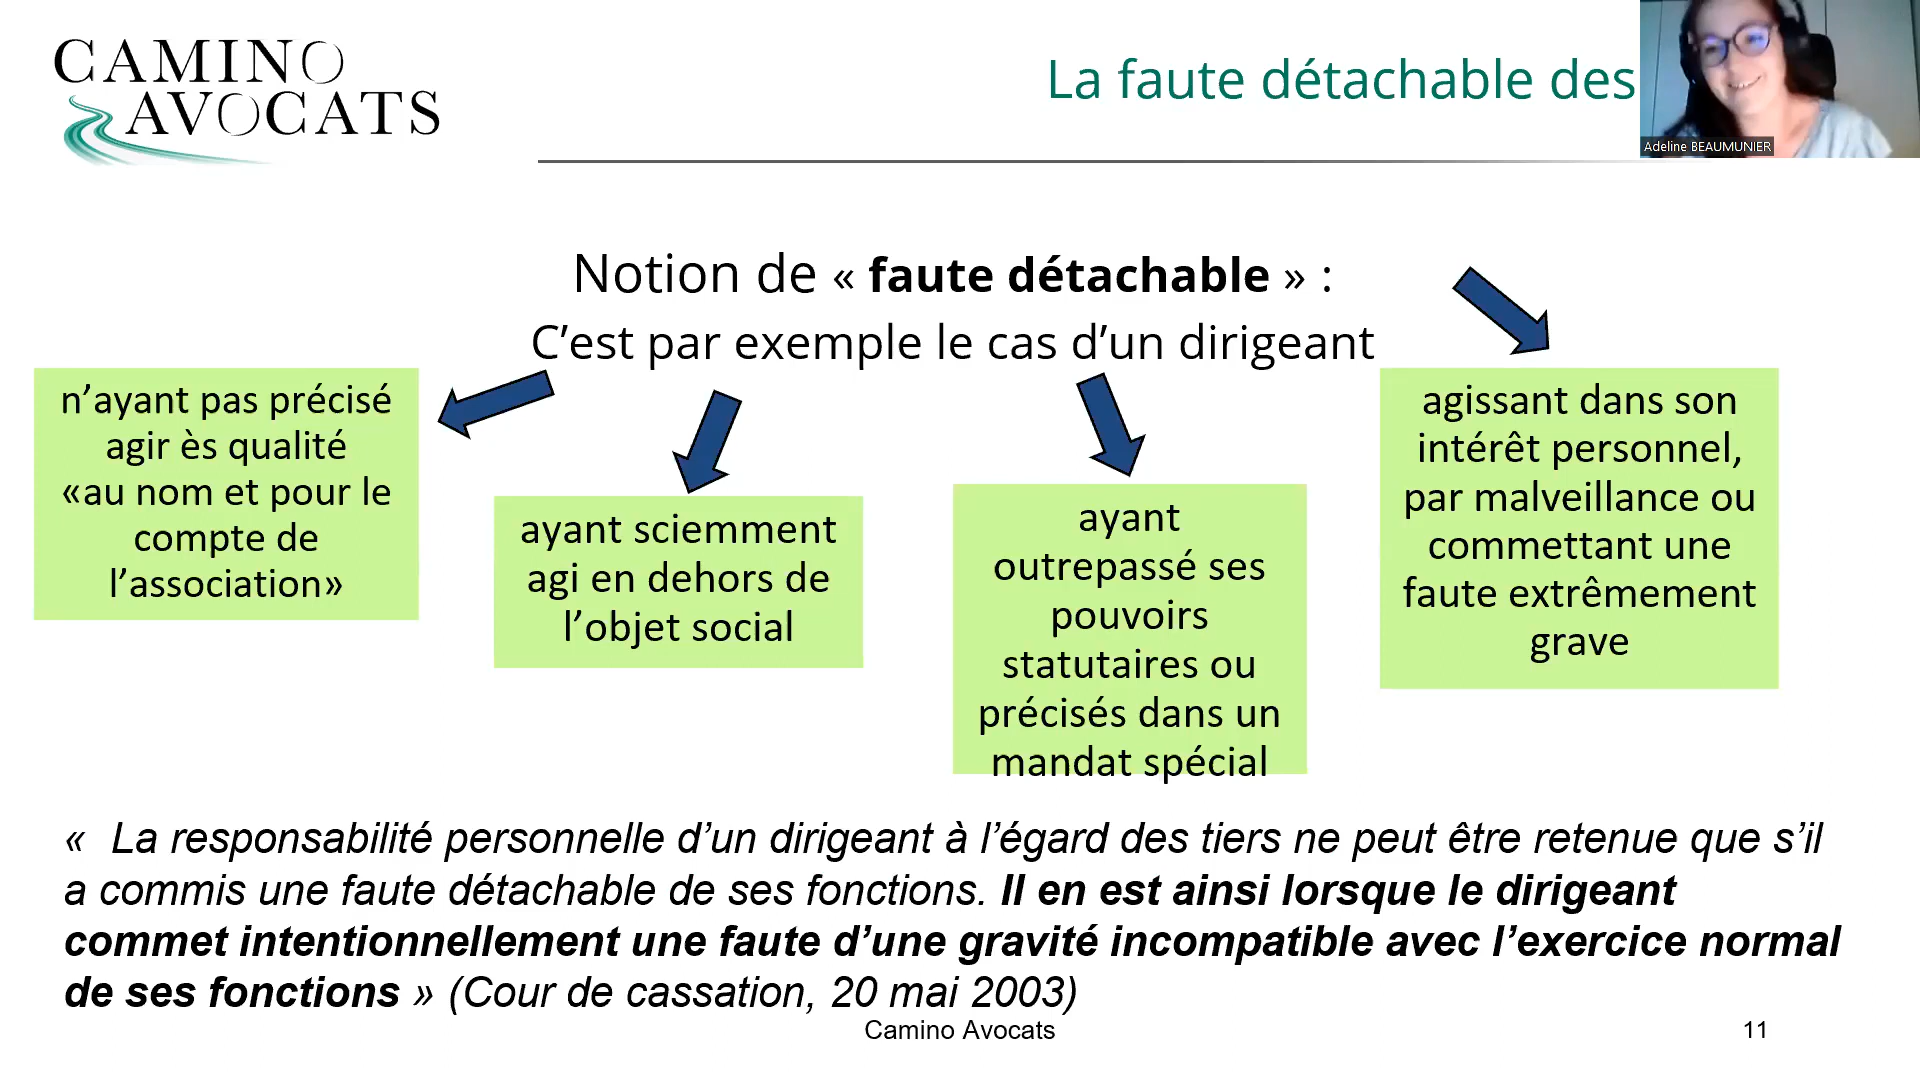 CAMINO
AVOCATS
La faute détachable des
Adeline BEAUMUNIER
Notion de « faute détachable » :
C’est par exemple le cas d’un dirigeant
n’ayant pas précisé
agir ès qualité
«au nom et pour le
compte de
l’association»
ayant sciemment
agi en dehors de
l’objet social
ayant
outrepassé ses
pouvoirs
statutaires ou
précisés dans un
mandat spécial
agissant dans son
intérêt personnel,
par malveillance ou
commettant une
faute extrêmement
grave
« La responsabilité personnelle d’un dirigeant à l’égard des tiers ne peut être retenue que s’il
a commis une faute détachable de ses fonctions. Il en est ainsi lorsque le dirigeant
commet intentionnellement une faute d’une gravité incompatible avec l’exercice normal
de ses fonctions » (Cour de cassation, 20 mai 2003)
Camino Avocats
11